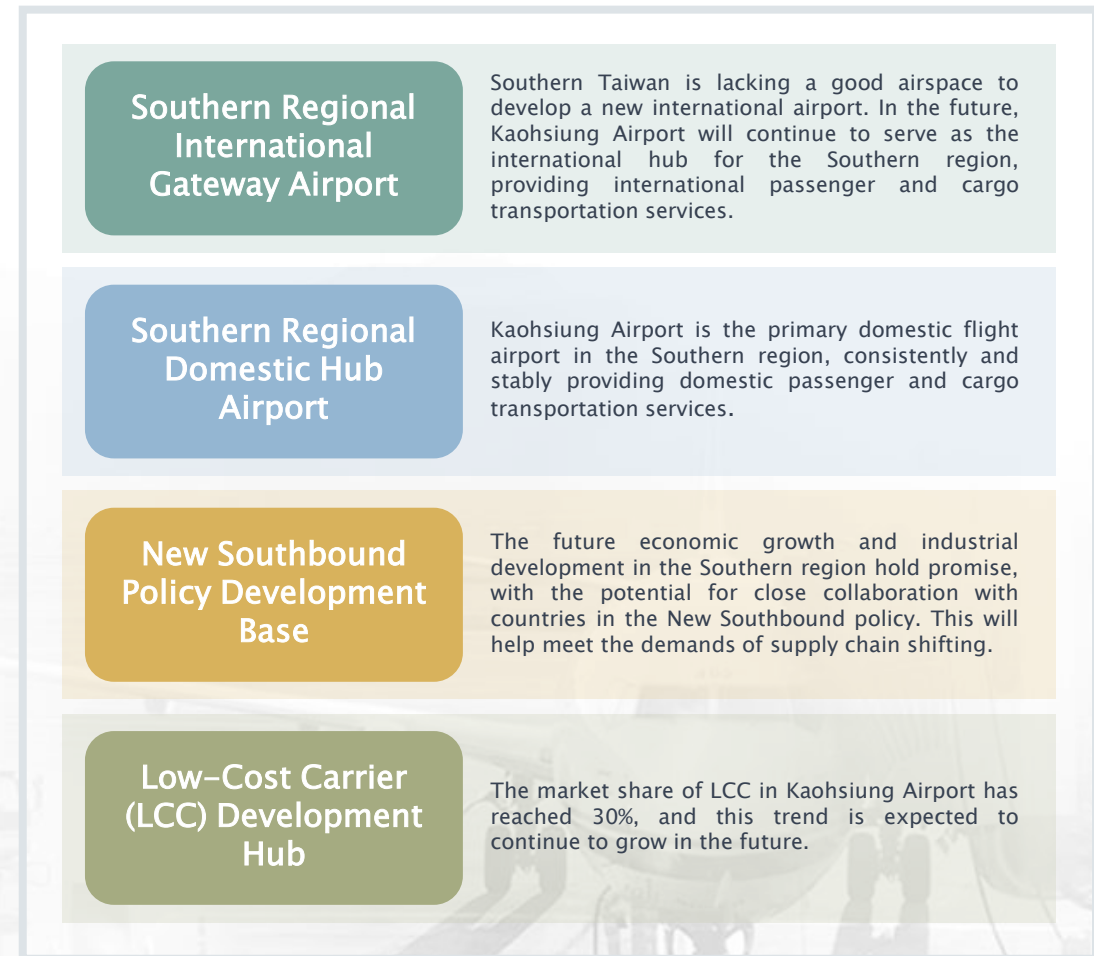 Southern Regional
International
Gateway Airport
Southern Taiwan is lacking a good airspace to
develop a new international airport. In the future,
Kaohsiung Airport will continue to serve as the
international hub for the Southern region,
providing international passenger and cargo
transportation services.
Southern Regional
Domestic Hub
Airport
Kaohsiung Airport is the primary domestic flight
airport in the Southern region, consistently and
stably providing domestic passenger and cargo
transportation services.
New Southbound
Policy Development
Base
The future economic growth and industrial
development in the Southern region hold promise,
with the potential for close collaboration with
countries in the New Southbound policy. This will
help meet the demands of supply chain shifting.
Low-Cost Carrier
(LCC) Development
Hub
The market share of LCC in Kaohsiung Airport has
reached 30%, and this trend is expected to
continue to grow in the future.